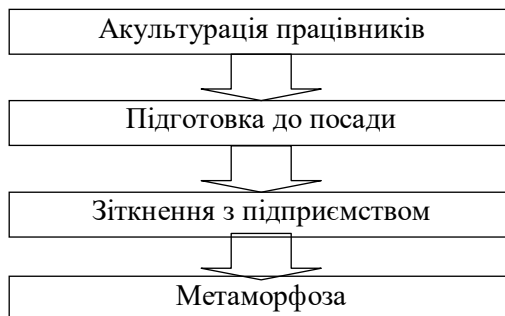 Акультурація працівників
Підготовка до посади
Зіткнення з підприємством
Метаморфоза